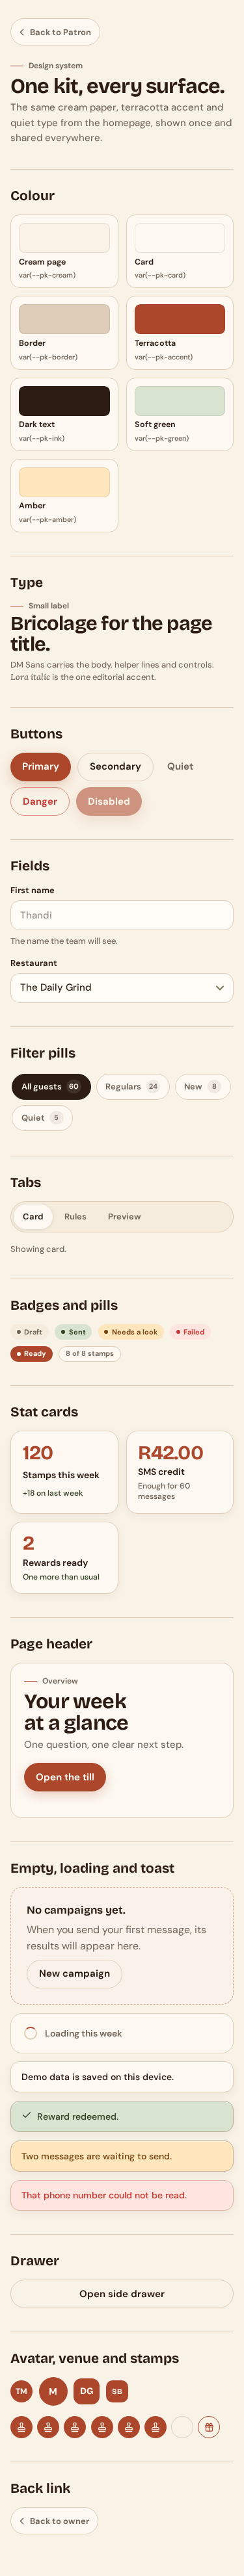 Back to Patron
Design system
One kit, every surface.
The same cream paper, terracotta accent and
quiet type from the homepage, shown once and
shared everywhere.
Colour
Cream page
var(--pk-cream)
Card
var(--pk-card)
Border
var(--pk-border)
Terracotta
var(--pk-accent)
Dark text
var(--pk-ink)
Soft green
var(--pk-green)
Amber
var(--pk-amber)
Type
Small label
Bricolage for the page
title.
DM Sans carries the body, helper lines and controls.
Lora italic is the one editorial accent.
Buttons
Primary
Secondary
Quiet
Danger
Disabled
Fields
First name
Thandi
The name the team will see.
Restaurant
The Daily Grind
Filter pills
All guests 60
Regulars 24
New 8
Quiet 5
Tabs
Card
Rules
Preview
Showing card.
Badges and pills
Draft
Sent
Needs a look
Failed
Ready
8 of 8 stamps
Stat cards
120
Stamps this week
+18 on last week
R42.00
SMS credit
Enough for 60
messages
2
Rewards ready
One more than usual
Page header
Overview
Your week
at a glance
One question, one clear next step.
Open the till
Empty, loading and toast
No campaigns yet.
When you send your first message, its
results will appear here.
New campaign
Loading this week
Demo data is saved on this device.
Reward redeemed.
Two messages are waiting to send.
That phone number could not be read.
Drawer
Open side drawer
Avatar, venue and stamps
TM
M
DG
SB
Back link
Back to owner